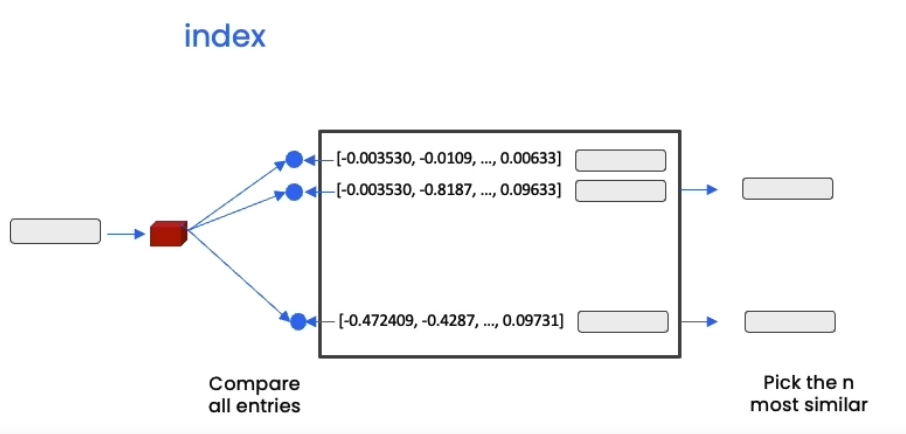 index
[-0.003530, -0.0109, ..., 0.00633]
[-0.003530, -0.8187, ..., 0.09633]
[-0.472409, -0.4287, ..., 0.09731]
Compare
all entries
Pick the n
most similar